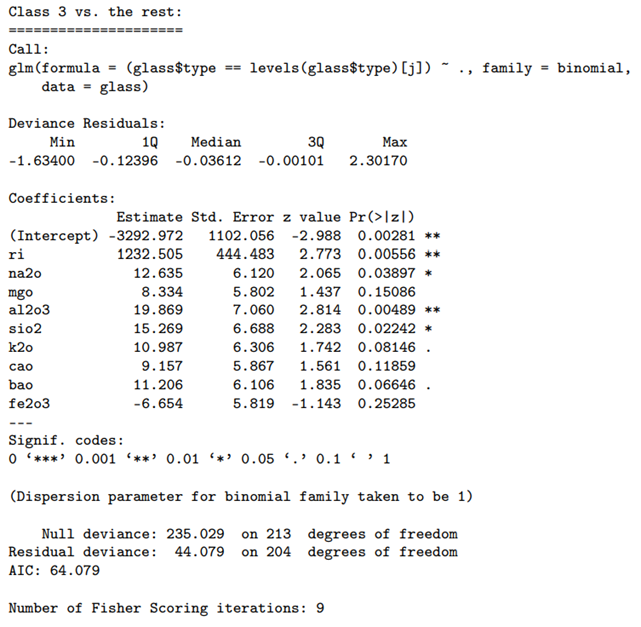 Class 3 vs. the rest:
======================
Call:
glm(formula = (glass$type == levels(glass$type)[j]) ~ ., family = binomial,
    data = glass)

Deviance Residuals:
     Min       1Q   Median       3Q      Max
-1.63400 -0.12396 -0.03612 -0.00101  2.30170

Coefficients:
             Estimate Std. Error z value Pr(>|z|)
(Intercept) -3292.972   1102.056  -2.988  0.00281 **
ri           1232.505    444.483   2.773  0.00556 **
na2o           12.635      6.120   2.065  0.03897 *
mgo             8.334      5.802   1.437  0.15086
al2o3          19.869      7.060   2.814  0.00489 **
sio2           15.269      6.688   2.283  0.02242 *
k2o            10.987      6.306   1.742  0.08146 .
cao             9.157      5.867   1.561  0.11859
bao            11.206      6.106   1.835  0.06646 .
fe2o3          -6.654      5.819  -1.143  0.25285
---
Signif. codes:
0 ‘***’ 0.001 ‘**’ 0.01 ‘*’ 0.05 ‘.’ 0.1 ‘ ’ 1

(Dispersion parameter for binomial family taken to be 1)

    Null deviance: 235.029  on 213  degrees of freedom
Residual deviance:  44.079  on 204  degrees of freedom
AIC: 64.079

Number of Fisher Scoring iterations: 9